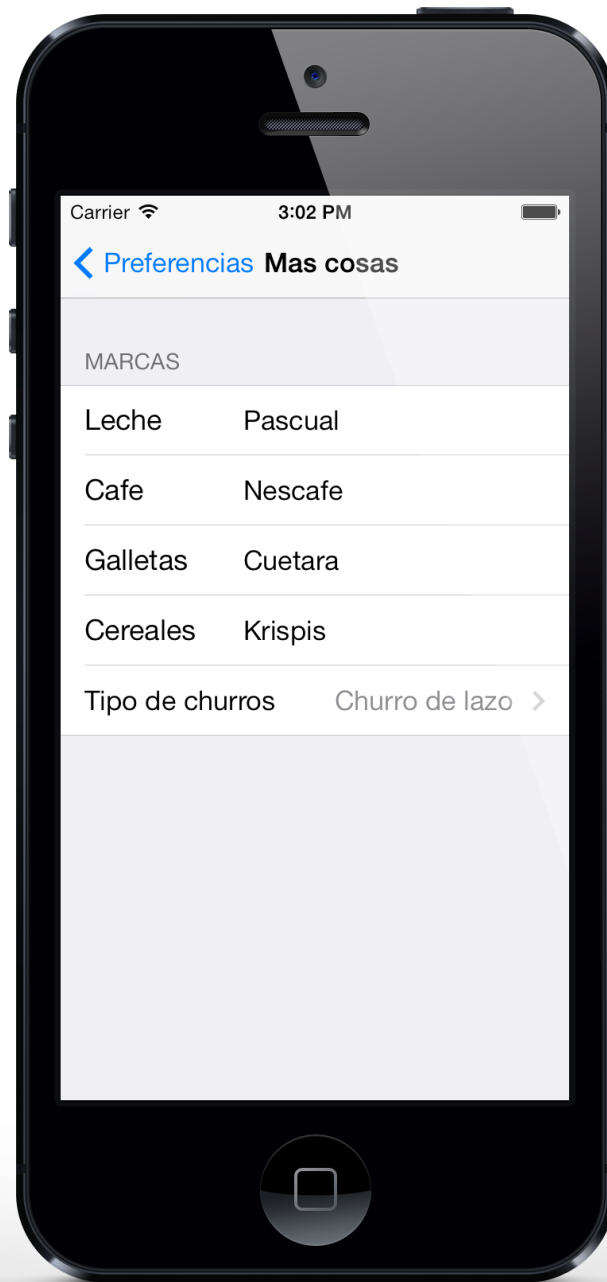 Carrier 3:02 PM
Preferencias Mas cosas
MARCAS
Leche Pascual
Cafe Nescafe
Galletas Cuetara
Cereales Krispis
Tipo de churros Churro de lazo